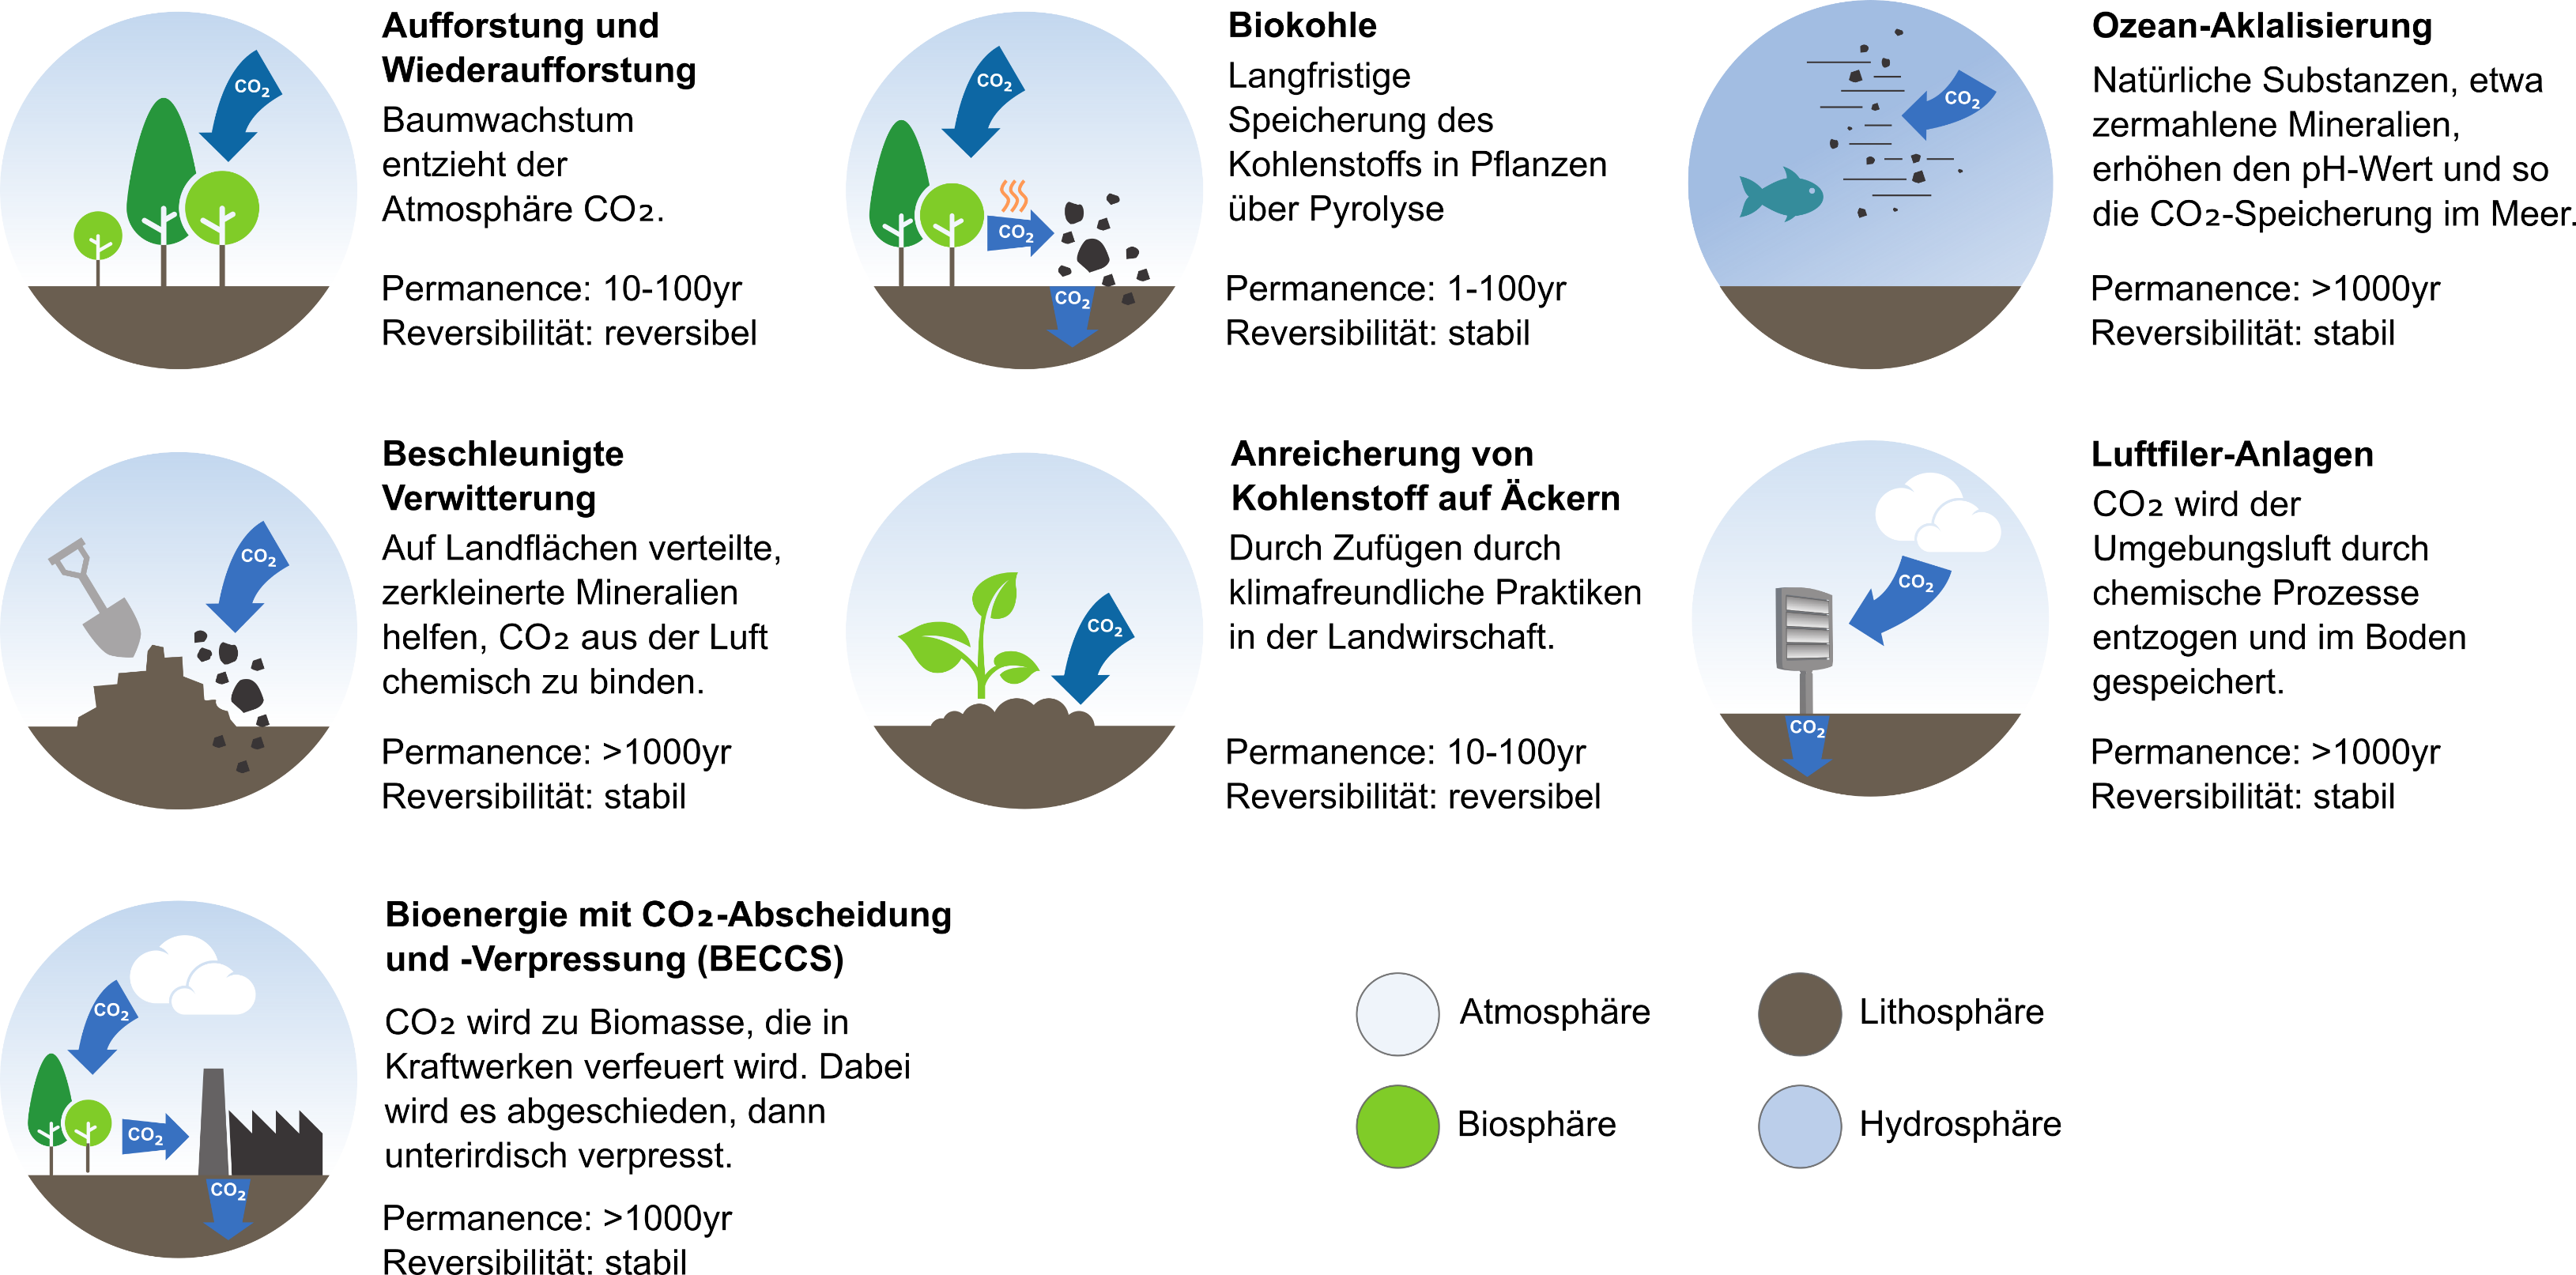 Aufforstung und
Wiederaufforstung
Baumwachstum
entzieht der
Atmosphäre CO₂.
Permanence: 10-100yr
Reversibilität: reversibel
CO₂
Biokohle
Langfristige
Speicherung des
Kohlenstoffs in Pflanzen
über Pyrolyse
Permanence: 1-100yr
Reversibilität: stabil
CO₂
CO₂
CO₂
Ozean-Aklalisierung
Natürliche Substanzen, etwa
zermahlene Mineralien,
erhöhen den pH-Wert und so
die CO₂-Speicherung im Meer.
Permanence: >1000yr
Reversibilität: stabil
CO₂
Beschleunigte
Verwitterung
Auf Landflächen verteilte,
zerkleinerte Mineralien
helfen, CO₂ aus der Luft
chemisch zu binden.
Permanence: >1000yr
Reversibilität: stabil
CO₂
Anreicherung von
Kohlenstoff auf Äckern
Durch Zufügen durch
klimafreundliche Praktiken
in der Landwirschaft.
Permanence: 10-100yr
Reversibilität: reversibel
CO₂
Luftfiler-Anlagen
CO₂ wird der
Umgebungsluft durch
chemische Prozesse
entzogen und im Boden
gespeichert.
Permanence: >1000yr
Reversibilität: stabil
CO₂
CO₂
Bioenergie mit CO₂-Abscheidung
und -Verpressung (BECCS)
CO₂ wird zu Biomasse, die in
Kraftwerken verfeuert wird. Dabei
wird es abgeschieden, dann
unterirdisch verpresst.
Permanence: >1000yr
Reversibilität: stabil
CO₂
CO₂
CO₂
Atmosphäre
Lithosphäre
Biosphäre
Hydrosphäre